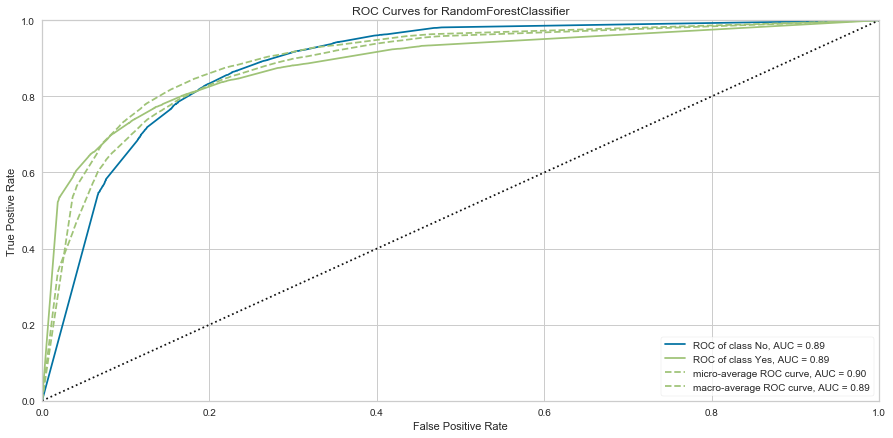 ROC Curves for RandomForestClassifier
True Postive Rate
1.0
0.8
0.6
0.4
0.2
0.0
0.0 0.2 0.4 0.6 0.8 1.0
False Positive Rate
ROC of class No, AUC = 0.89
ROC of class Yes, AUC = 0.89
micro-average ROC curve, AUC = 0.90
macro-average ROC curve, AUC = 0.89